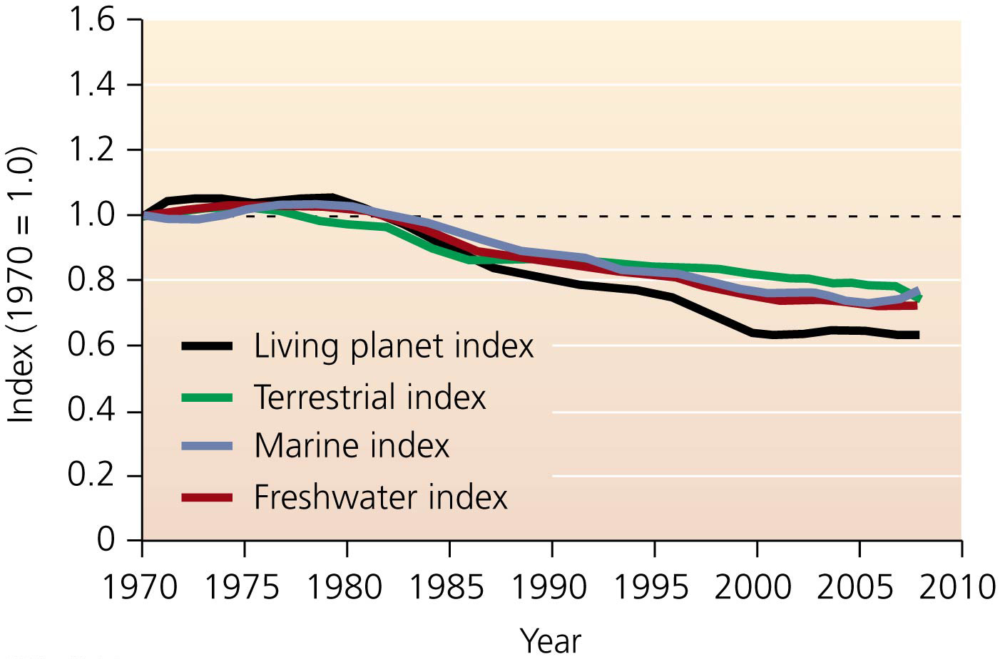 1.6
1.4
1.2
1.0
0.8
0.6
0.4
0.2
0
Index (1970 = 1.0)
Living planet index
Terrestrial index
Marine index
Freshwater index
1970 1975 1980 1985 1990 1995 2000 2005 2010
Year